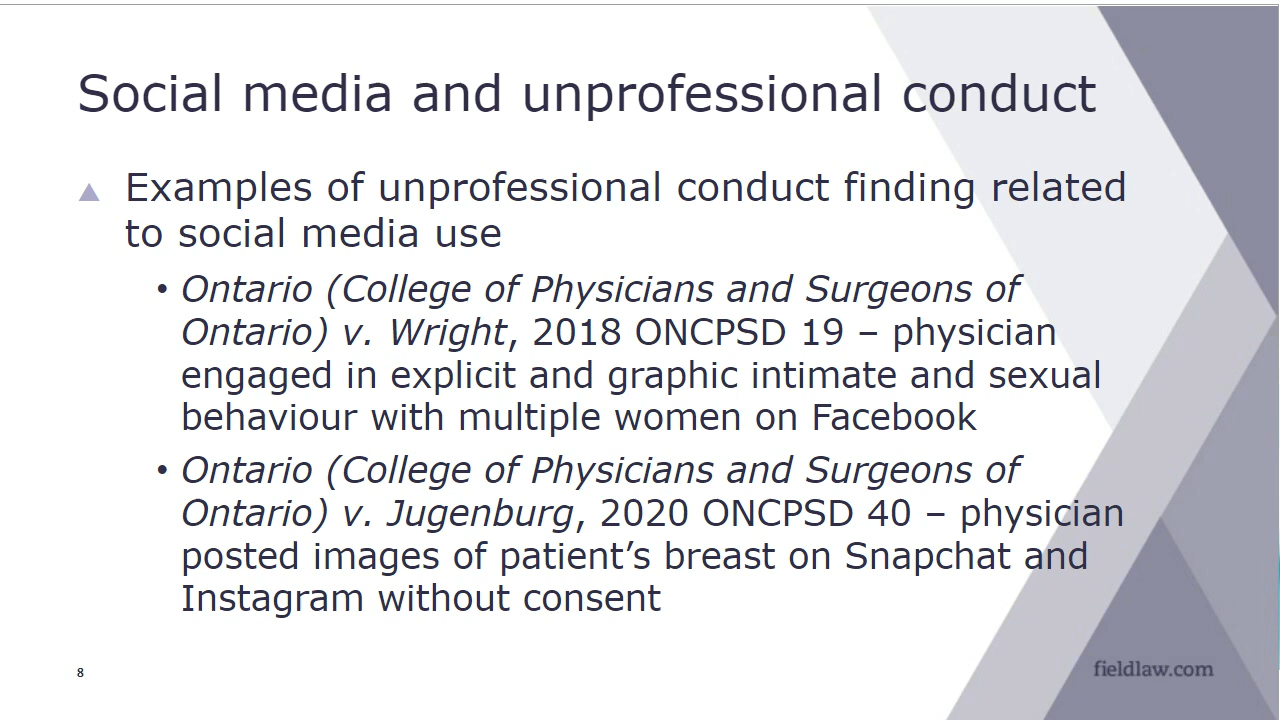 Social media and unprofessional conduct
▲ Examples of unprofessional conduct finding related
to social media use
• Ontario (College of Physicians and Surgeons of
Ontario) v. Wright, 2018 ONCPSD 19 – physician
engaged in explicit and graphic intimate and sexual
behaviour with multiple women on Facebook
• Ontario (College of Physicians and Surgeons of
Ontario) v. Jugenburg, 2020 ONCPSD 40 – physician
posted images of patient’s breast on Snapchat and
Instagram without consent
8
fieldlaw.com